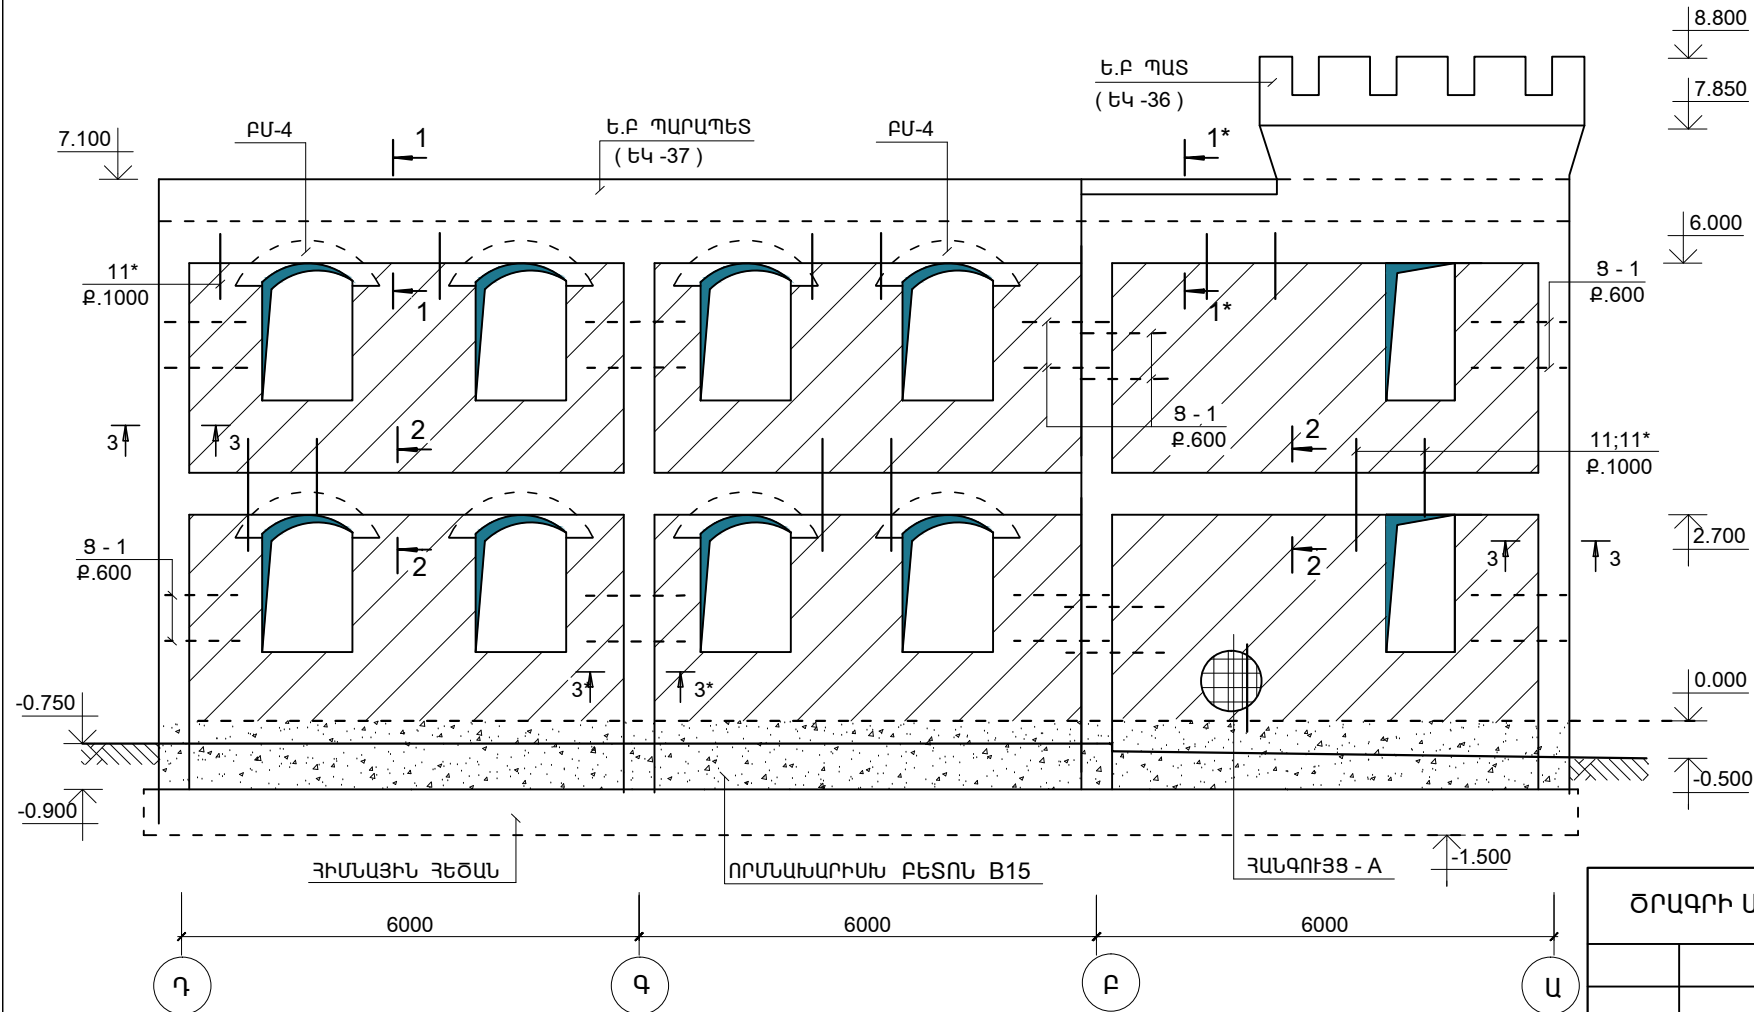 8.800
Ե.Բ ՊԱՏ
( ԵԿ -36 )
7.850
7.100
ԲՄ-4
1
Ե.Բ ՊԱՐԱՊԵՏ
( ԵԿ -37 )
ԲՄ-4
1*
6.000
11*
Ք.1000
1
1*
Ց - 1
Ք.600
3
3
2
Ց - 1
Ք.600
2
11;11*
Ք.1000
Ց - 1
Ք.600
2
2
3
3
2.700
3*
3*
0.000
-0.750
-0.500
-0.900
-1.500
ՀԻՄՆԱՅԻՆ ՀԵԾԱՆ
ՈՐՄՆԱԽԱՐԻՍԽ ԲԵՏՈՆ B15
ՀԱՆԳՈՒՅՑ - A
6000
6000
6000
ԾՐԱԳՐԻ
Դ
Գ
Բ
Ա